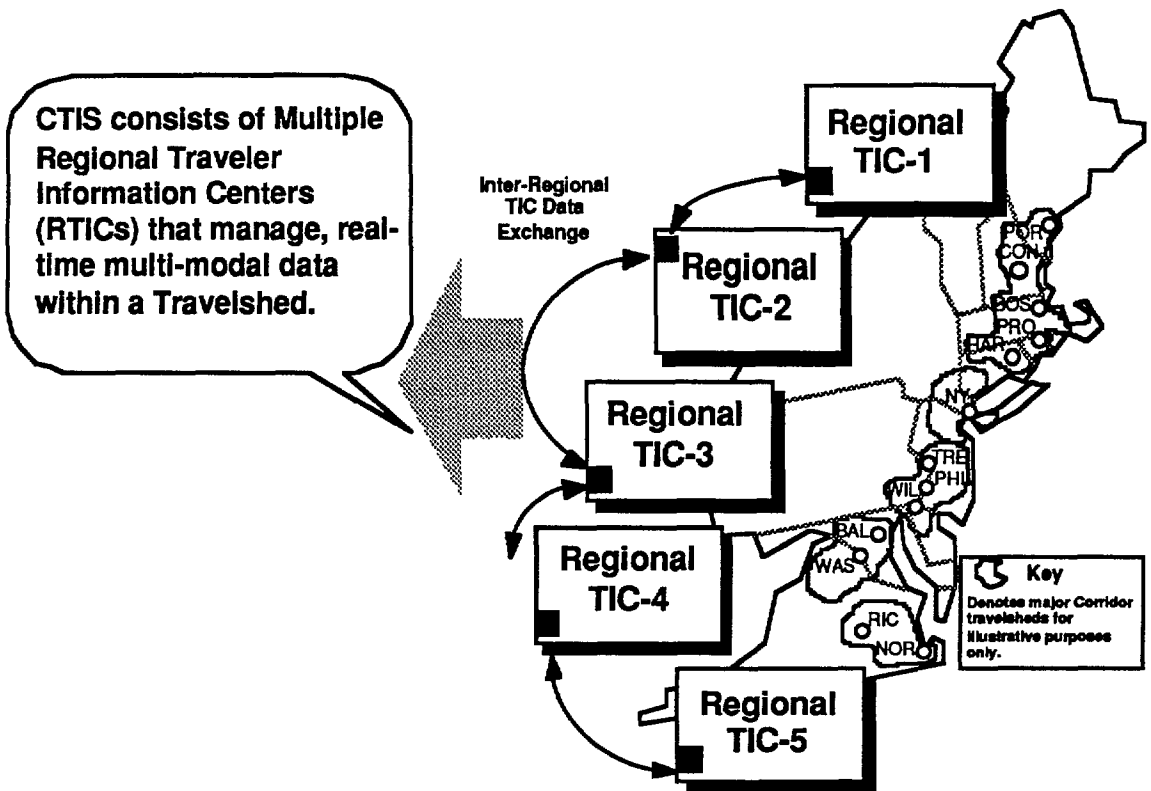 CTIS consists of Multiple
Regional Traveler
Information Centers
(RTICs) that manage, real-
time multi-modal data
within a Travelshed.
Inter-Regional
TIC Data
Exchange
Regional
TIC-1
Regional
TIC-2
Regional
TIC-3
Regional
TIC-4
Regional
TIC-5
POR
CON
BOS
PRO
HAR
NY
TRE
PHI
WIL
BAL
WAS
RIC
NOR
Key
Denotes major Corridor
travelsheds for
illustrative purposes
only.